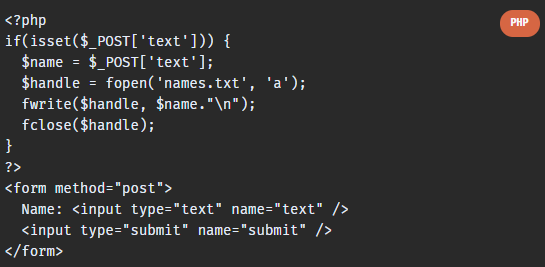 <?php
PHP
if(isset($_POST['text'])) {
  $name = $_POST['text'];
  $handle = fopen('names.txt', 'a');
  fwrite($handle, $name."\n");
  fclose($handle);
}
?>
<form method="post">
  Name: <input type="text" name="text" />
  <input type="submit" name="submit" />
</form>